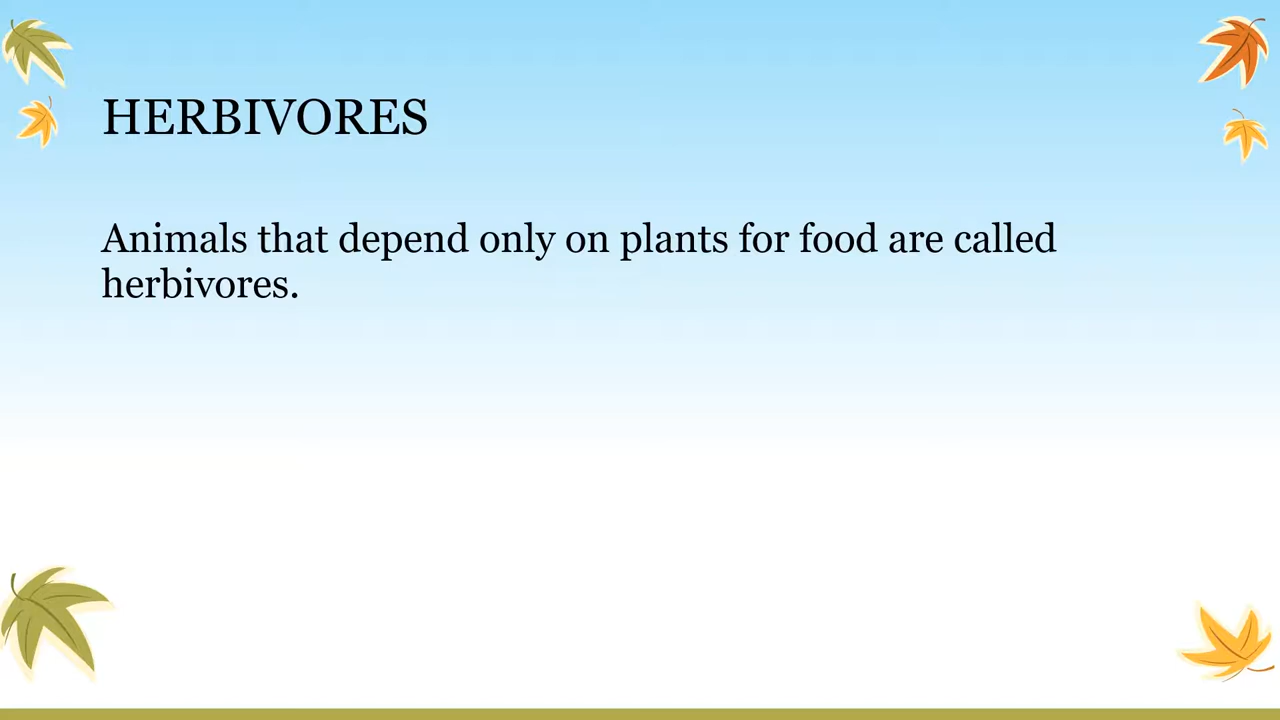 HERBIVORES
Animals that depend only on plants for food are called
herbivores.